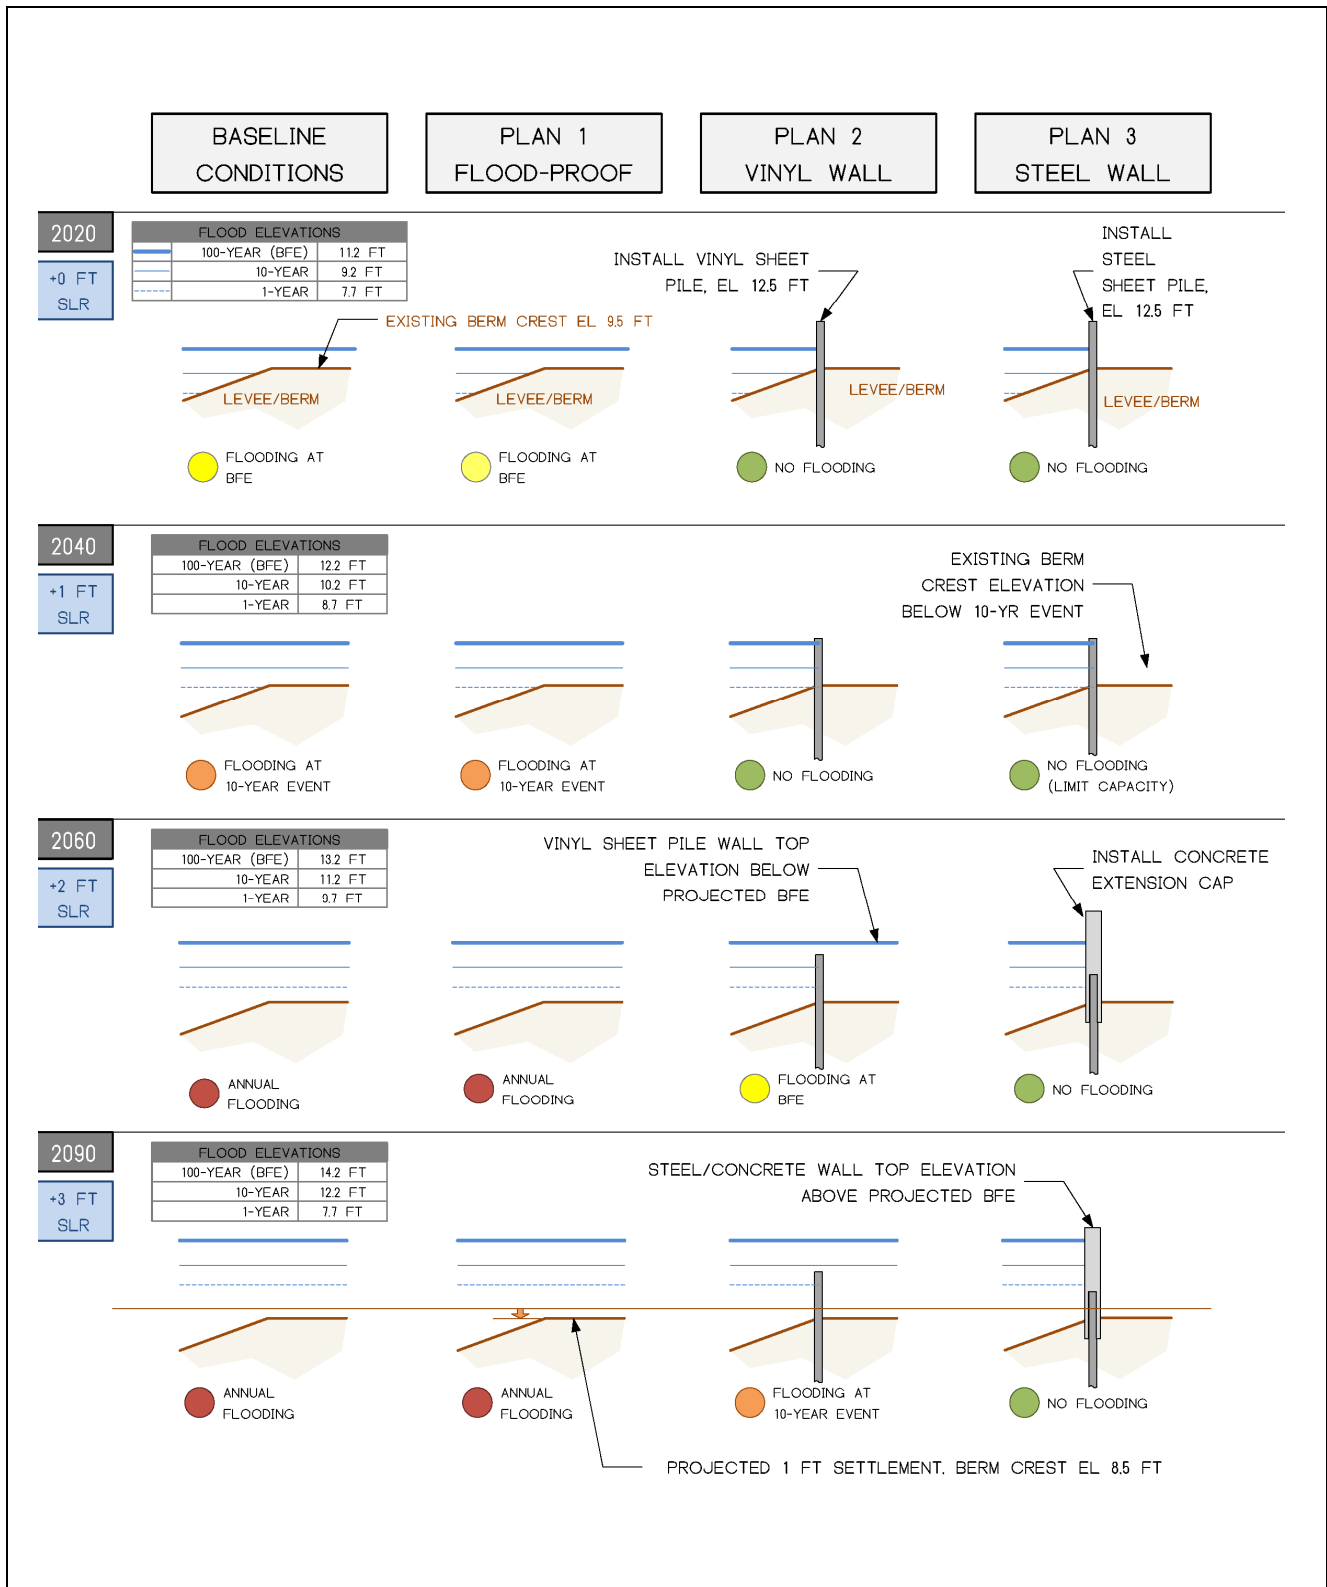 BASELINE
CONDITIONS
PLAN 1
FLOOD-PROOF
PLAN 2
VINYL WALL
PLAN 3
STEEL WALL
2020
+0 FT
SLR
FLOOD ELEVATIONS
100-YEAR (BFE) 11.2 FT
10-YEAR 9.2 FT
1-YEAR 7.7 FT
INSTALL VINYL SHEET
PILE, EL 12.5 FT
INSTALL
STEEL
SHEET PILE,
EL 12.5 FT
EXISTING BERM CREST EL 9.5 FT
LEVEE/BERM
LEVEE/BERM
LEVEE/BERM
LEVEE/BERM
FLOODING AT
BFE
FLOODING AT
BFE
NO FLOODING
NO FLOODING
2040
+1 FT
SLR
FLOOD ELEVATIONS
100-YEAR (BFE) 12.2 FT
10-YEAR 10.2 FT
1-YEAR 8.7 FT
EXISTING BERM
CREST ELEVATION
BELOW 10-YR EVENT
FLOODING AT
10-YEAR EVENT
FLOODING AT
10-YEAR EVENT
NO FLOODING
NO FLOODING
(LIMIT CAPACITY)
2060
+2 FT
SLR
FLOOD ELEVATIONS
100-YEAR (BFE) 13.2 FT
10-YEAR 11.2 FT
1-YEAR 9.7 FT
VINYL SHEET PILE WALL TOP
ELEVATION BELOW
PROJECTED BFE
INSTALL CONCRETE
EXTENSION CAP
ANNUAL
FLOODING
ANNUAL
FLOODING
FLOODING AT
BFE
NO FLOODING
2090
+3 FT
SLR
FLOOD ELEVATIONS
100-YEAR (BFE) 14.2 FT
10-YEAR 12.2 FT
1-YEAR 7.7 FT
STEEL/CONCRETE WALL TOP ELEVATION
ABOVE PROJECTED BFE
ANNUAL
FLOODING
ANNUAL
FLOODING
FLOODING AT
10-YEAR EVENT
NO FLOODING
PROJECTED 1 FT SETTLEMENT, BERM CREST EL 8.5 FT